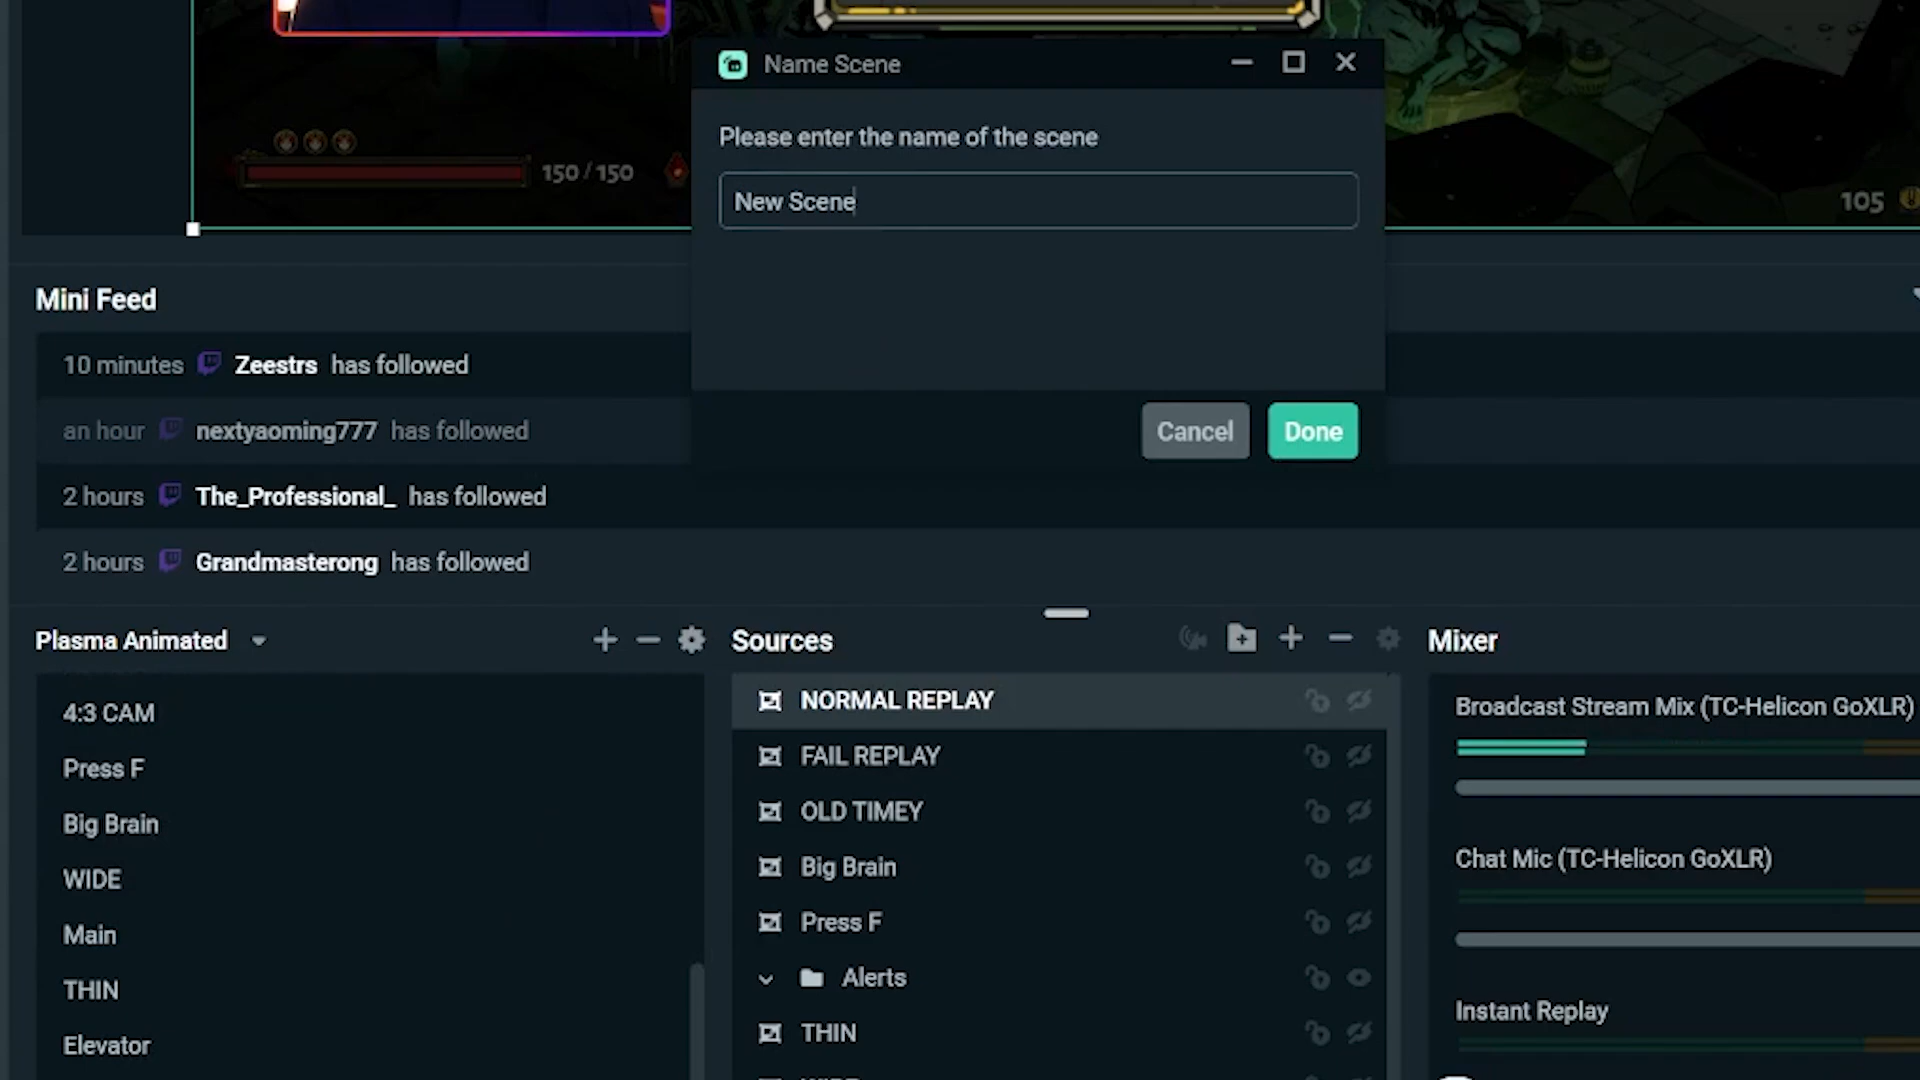 Name Scene
Please enter the name of the scene
New Scene
150/150
105
Cancel
Done
Mini Feed
10 minutes Zeestrs has followed
an hour nextyaoming777 has followed
2 hours The_Professional_ has followed
2 hours Grandmasterong has followed
Plasma Animated
4:3 CAM
Press F
Big Brain
WIDE
Main
THIN
Elevator
Sources
NORMAL REPLAY
FAIL REPLAY
OLD TIMEY
Big Brain
Press F
Alerts
THIN
Mixer
Broadcast Stream Mix (TC-Helicon GoXLR)
Chat Mic (TC-Helicon GoXLR)
Instant Replay